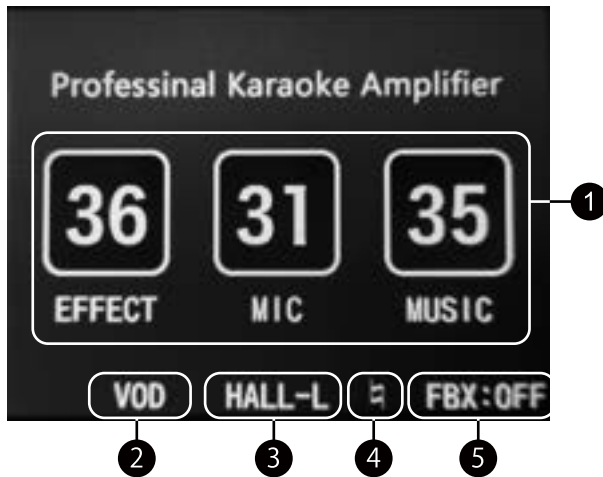 Professinal Karaoke Amplifier
36 31 35
1
EFFECT MIC MUSIC
VOD HALL-L ♮ FBX:OFF
2 3 4 5